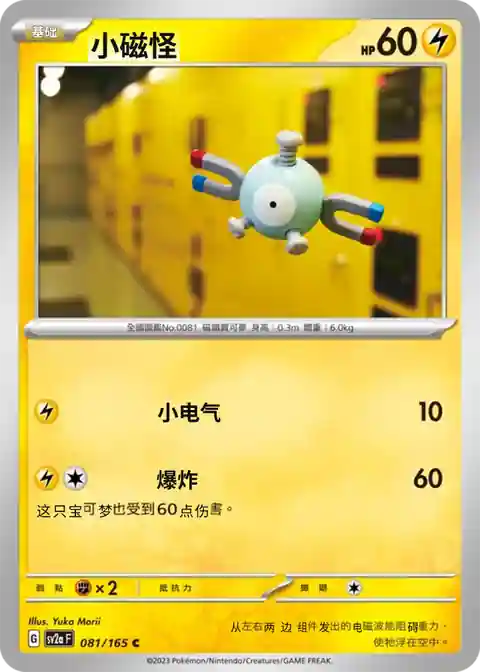 基礎
小磁怪
HP 60
全國圖鑑No.0081 磁鐵寶可夢 身高：0.3m 體重：6.0kg
小电气 10
爆炸 60
这只宝可梦也受到60点伤害。
弱點 ×2 抵抗力 撤退
Illus. Yuka Morii
从左右两 边 组件发出的电磁波能阻碍重力，
G sv2a F 081/165 C
使牠浮在空中。
©2023 Pokémon/Nintendo/Creatures/GAME FREAK.